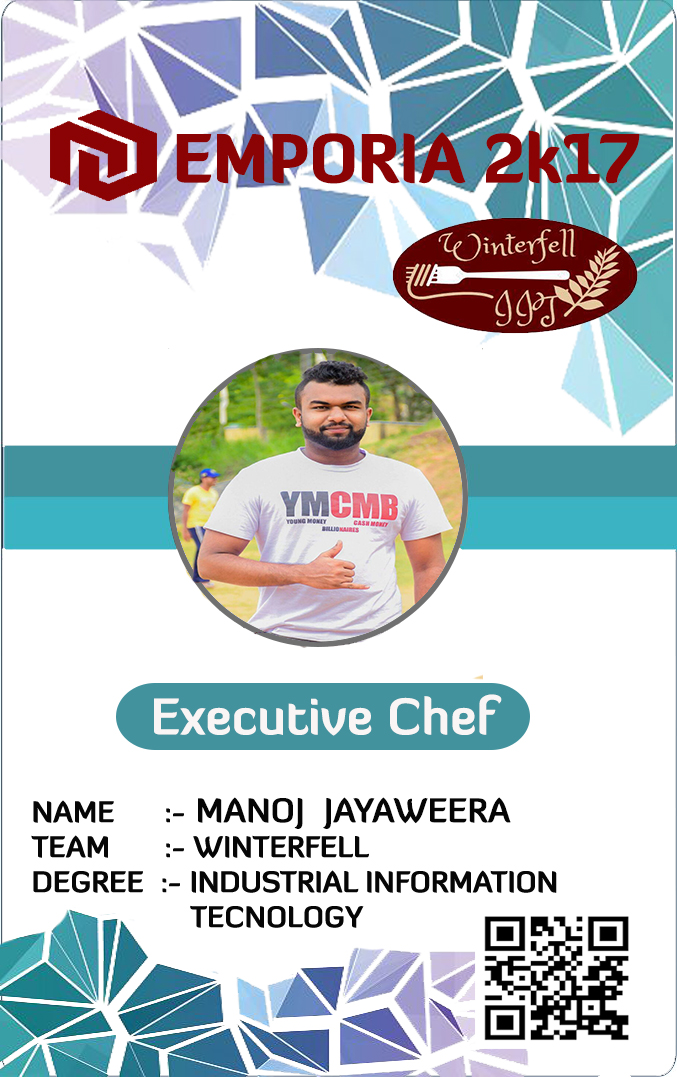 EMPORIA 2k17
Winterfell
IIT
YMCMB
YOUNG MONEY CASH MONEY
BILLIONAIRES
Executive Chef
NAME :- MANOJ JAYAWEERA
TEAM :- WINTERFELL
DEGREE :- INDUSTRIAL INFORMATION
TECNOLOGY